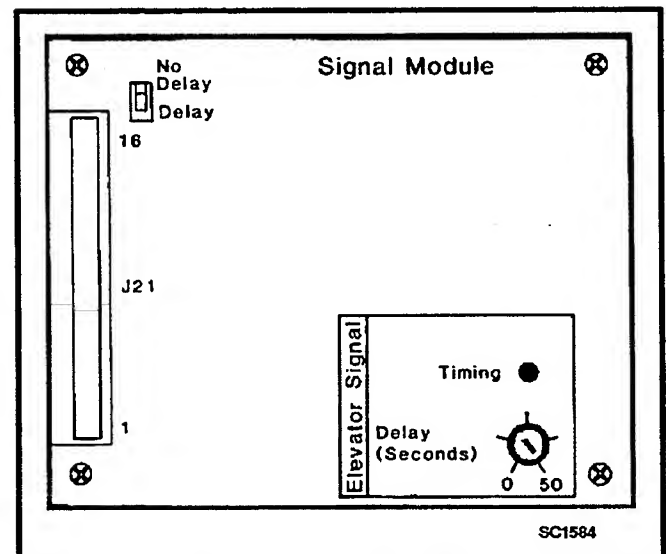 Signal Module
No
Delay
Delay
16
J21
1
Elevator Signal
Timing
Delay
(Seconds)
0 50
SC1584